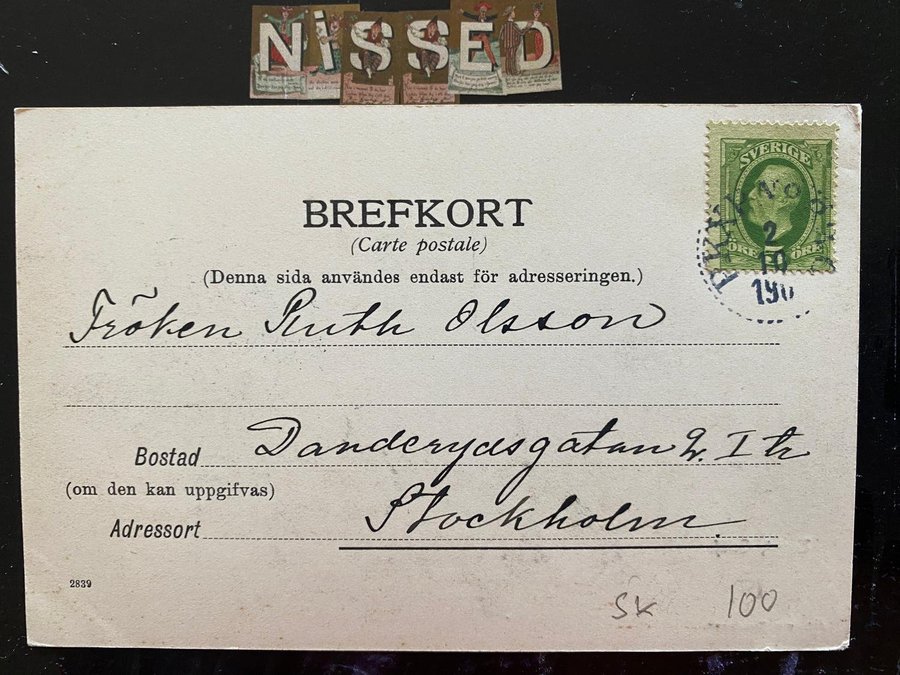 NiSSED
SVERIGE
BREFKORT
(Carte postale)
(Denna sida användes endast för adresseringen.)
2
10
Fröken Ruth Olsson
Bostad Danderydsgatan 2. I tr
(om den kan uppgifvas)
Adressort Stockholm.
2839
SK 100